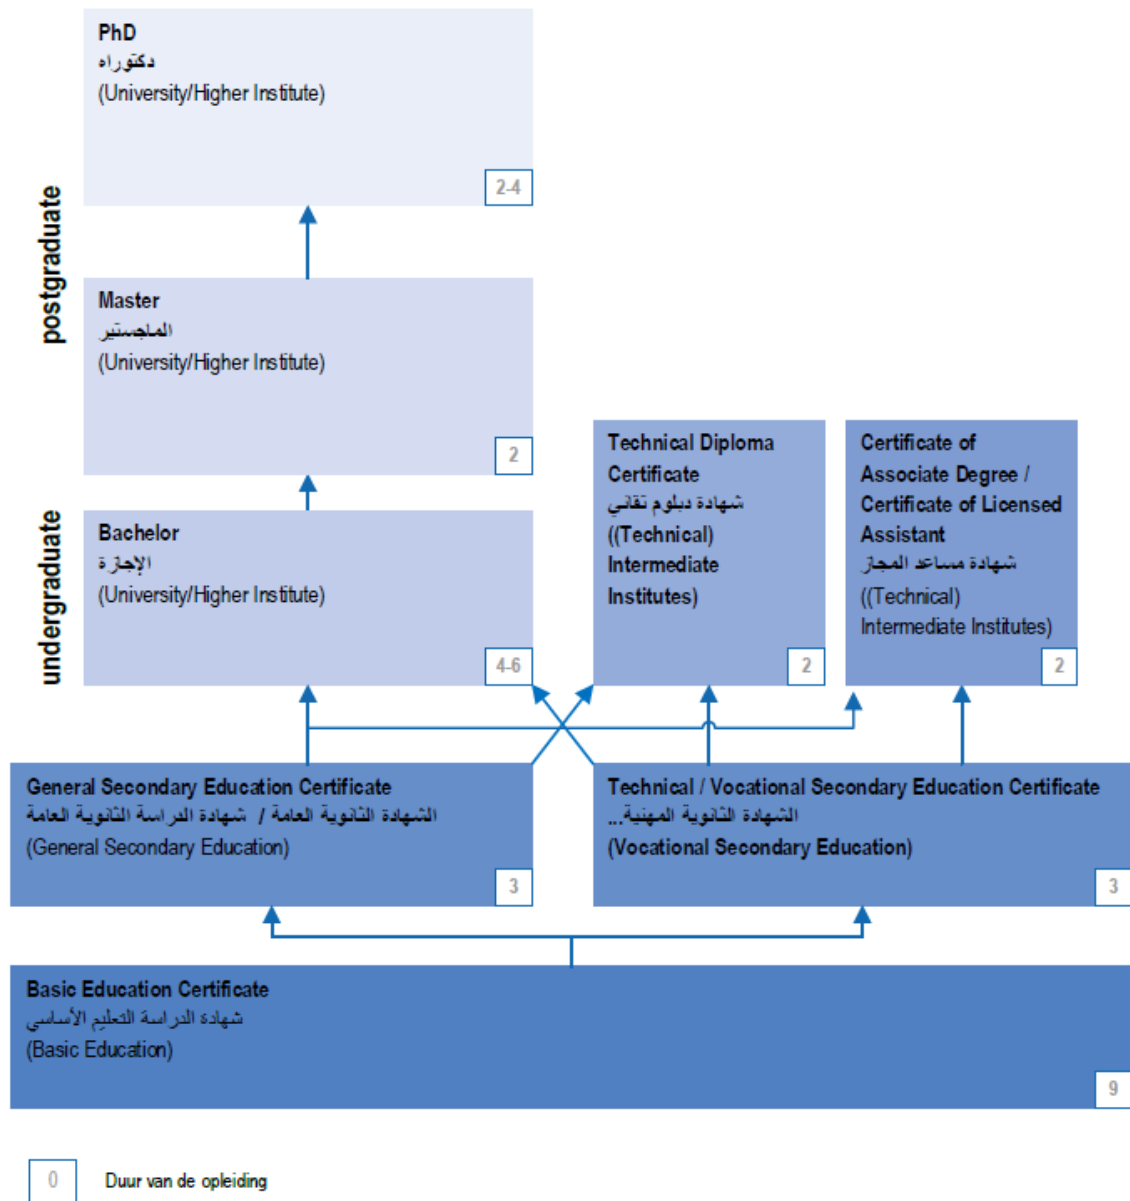 PhD
دكتوراه
(University/Higher Institute)
2-4
postgraduate
Master
الماجستير
(University/Higher Institute)
2
undergraduate
Bachelor
الإجازة
(University/Higher Institute)
4-6
Technical Diploma
Certificate
شهادة دبلوم تقاني
((Technical)
Intermediate
Institutes)
2
Certificate of
Associate Degree /
Certificate of Licensed
Assistant
شهادة مساعد المجاز
((Technical)
Intermediate Institutes)
2
General Secondary Education Certificate
الشهادة الثانوية العامة / شهادة الدراسة الثانوية العامة
(General Secondary Education)
3
Technical / Vocational Secondary Education Certificate
الشهادة الثانوية المهنية...
(Vocational Secondary Education)
3
Basic Education Certificate
شهادة الدراسة التعليم الأساسي
(Basic Education)
9
0 Duur van de opleiding